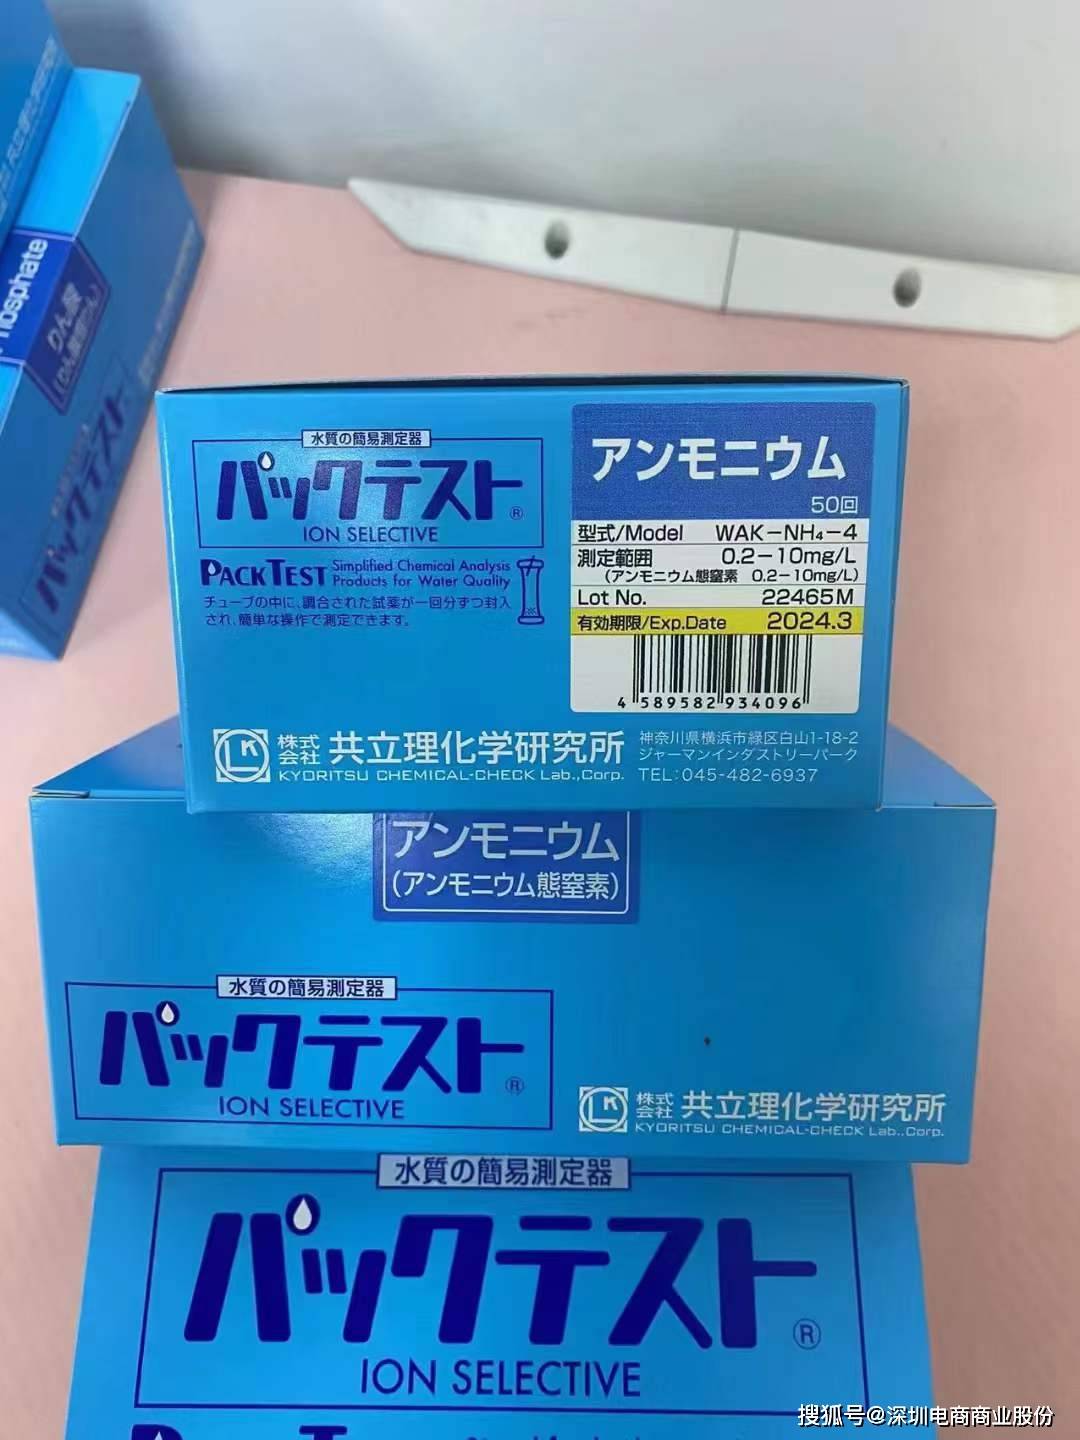 りん酸
パックテスト
水質の簡易測定器
パックテスト®
ION SELECTIVE
PACKTEST Simplified Chemical Analysis
Products for Water Quality
チューブの中に、調合された試薬が一回分ずつ封入
され、簡単な操作で測定できます。
アンモニウム
50回
型式/Model WAK-NH₄-4
測定範囲 0.2-10mg/L
(アンモニウム態窒素 0.2-10mg/L)
Lot No. 22465M
有効期限/Exp.Date 2024.3
4 589582 934096
株式会社 共立理化学研究所
KYORITSU CHEMICAL-CHECK Lab.,Corp.
神奈川県横浜市緑区白山1-18-2
ジャーマンインダストリーパーク
TEL:045-482-6937
アンモニウム
(アンモニウム態窒素)
水質の簡易測定器
パックテスト®
ION SELECTIVE
株式会社 共立理化学研究所
KYORITSU CHEMICAL-CHECK Lab.,Corp.
水質の簡易測定器
パックテスト®
ION SELECTIVE
搜狐号@深圳电商商业股份